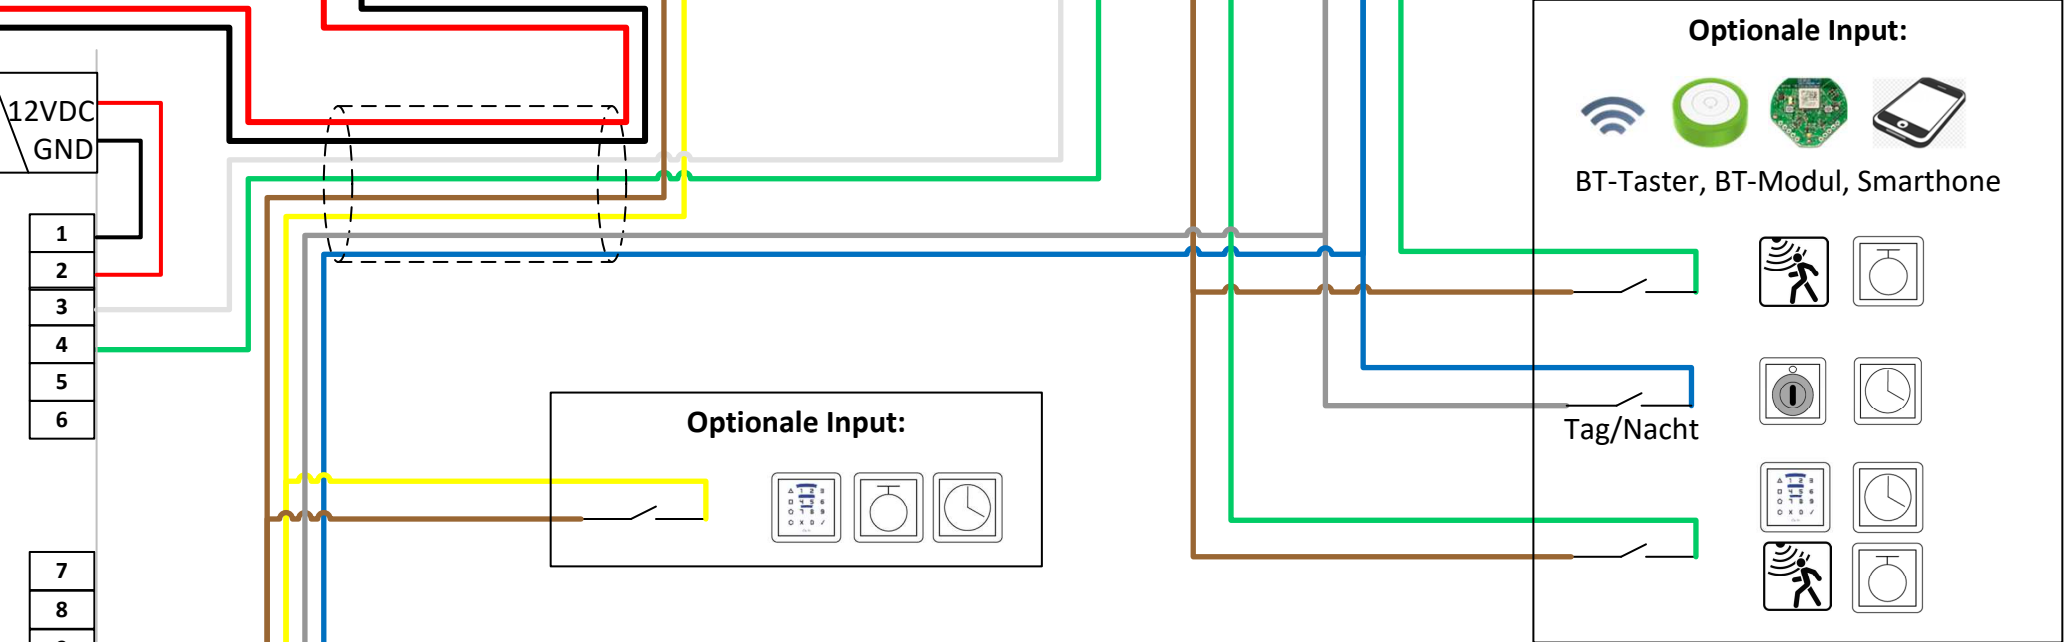 Optionale Input:
12VDC
GND
BT-Taster, BT-Modul, Smarthone
1
2
3
4
5
6
Optionale Input:
Tag/Nacht
7
8